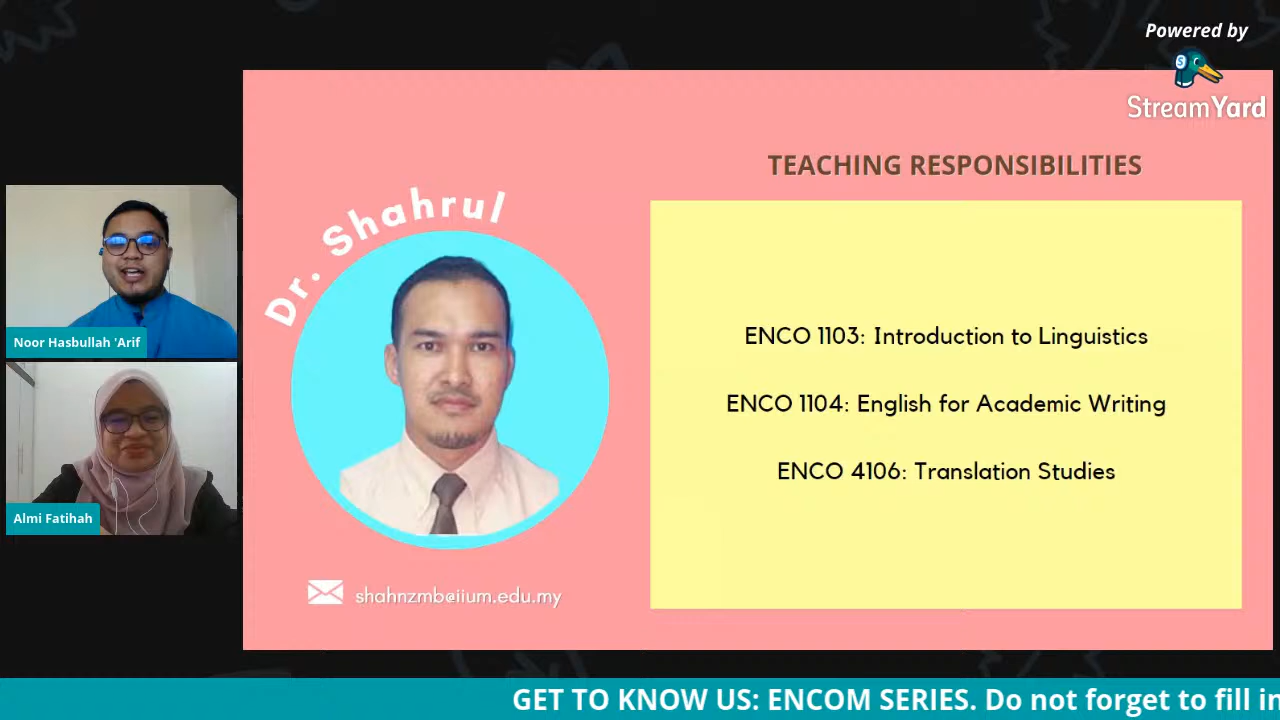 Powered by
StreamYard
TEACHING RESPONSIBILITIES
Dr. Shahrul
ENCO 1103: Introduction to Linguistics
ENCO 1104: English for Academic Writing
ENCO 4106: Translation Studies
shahnzmb@iium.edu.my
Noor Hasbullah 'Arif
Almi Fatihah
GET TO KNOW US: ENCOM SERIES. Do not forget to fill in